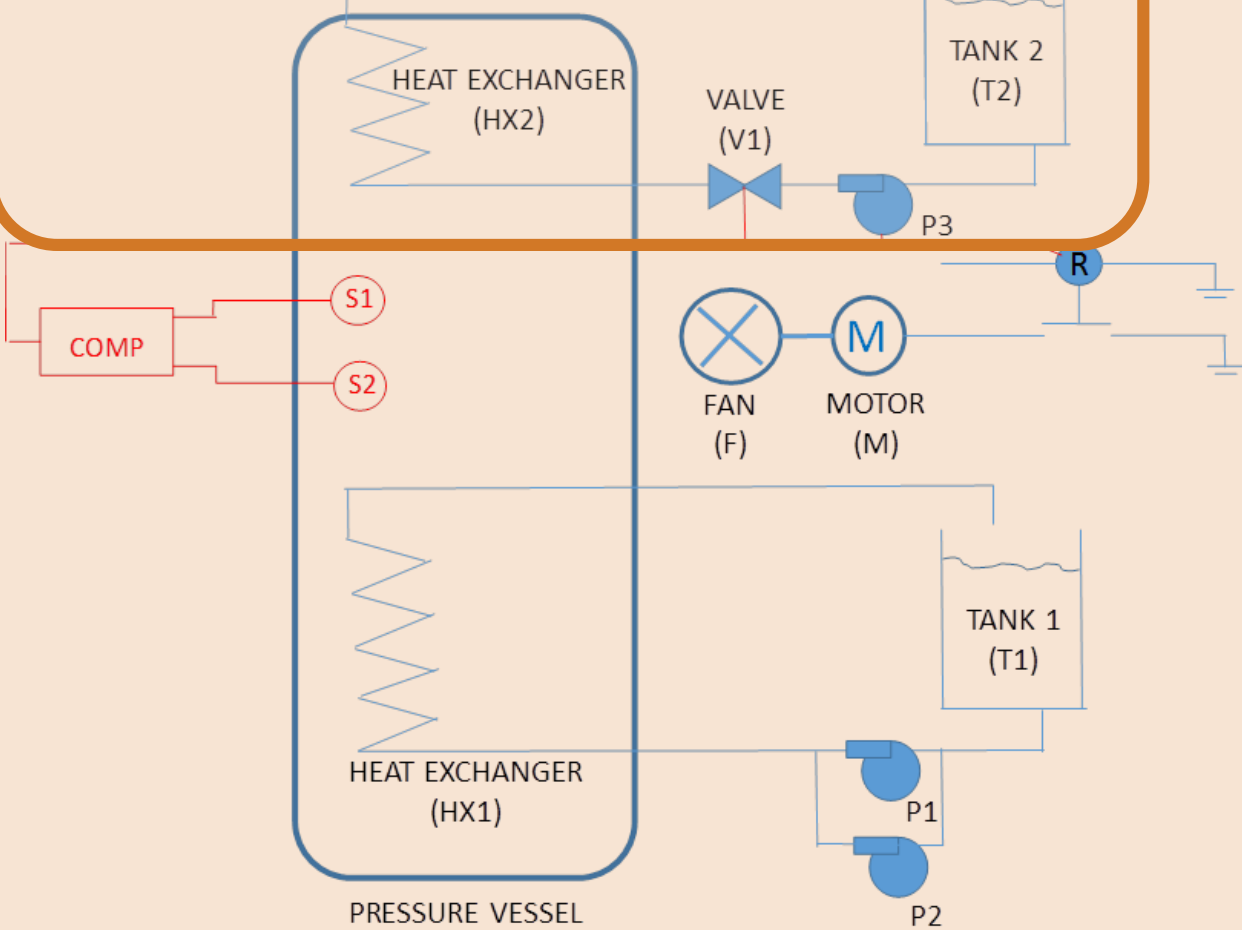 TANK 2
(T2)
HEAT EXCHANGER
(HX2)
VALVE
(V1)
P3
R
S1
COMP
S2
M
FAN
(F)
MOTOR
(M)
TANK 1
(T1)
HEAT EXCHANGER
(HX1)
P1
P2
PRESSURE VESSEL